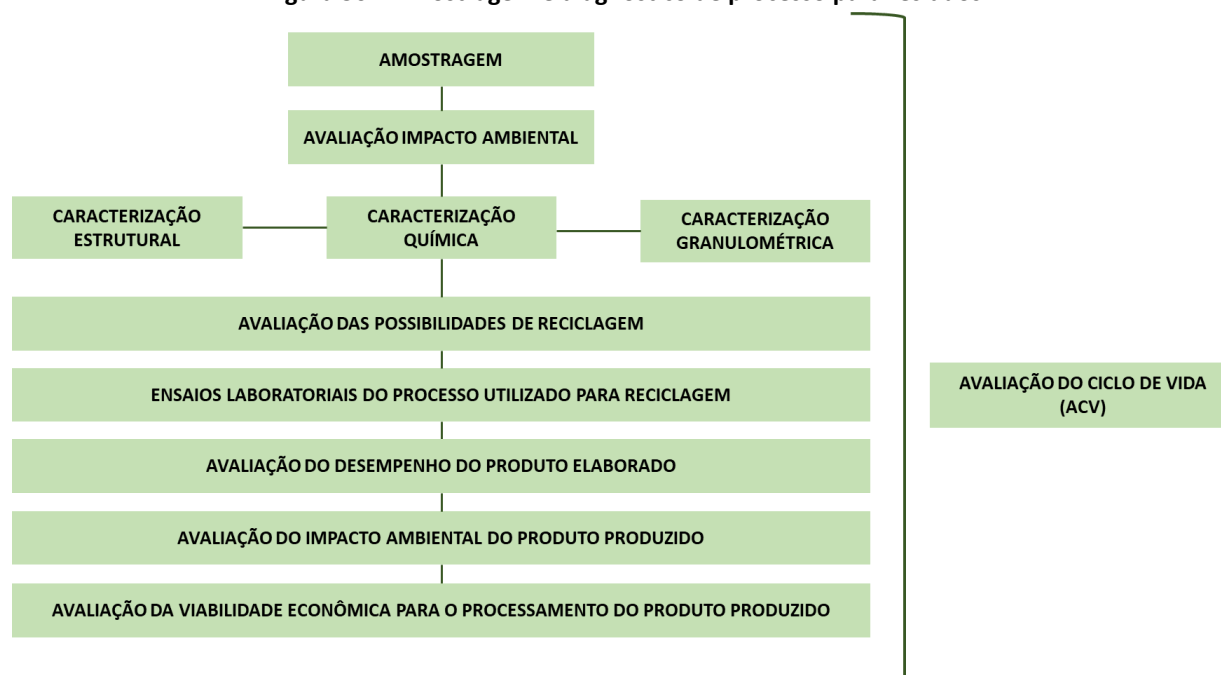 AMOSTRAGEM
AVALIAÇÃO IMPACTO AMBIENTAL
CARACTERIZAÇÃO
ESTRUTURAL
CARACTERIZAÇÃO
QUÍMICA
CARACTERIZAÇÃO
GRANULOMÉTRICA
AVALIAÇÃO DAS POSSIBILIDADES DE RECICLAGEM
ENSAIOS LABORATORIAIS DO PROCESSO UTILIZADO PARA RECICLAGEM
AVALIAÇÃO DO DESEMPENHO DO PRODUTO ELABORADO
AVALIAÇÃO DO IMPACTO AMBIENTAL DO PRODUTO PRODUZIDO
AVALIAÇÃO DA VIABILIDADE ECONÔMICA PARA O PROCESSAMENTO DO PRODUTO PRODUZIDO
AVALIAÇÃO DO CICLO DE VIDA
(ACV)